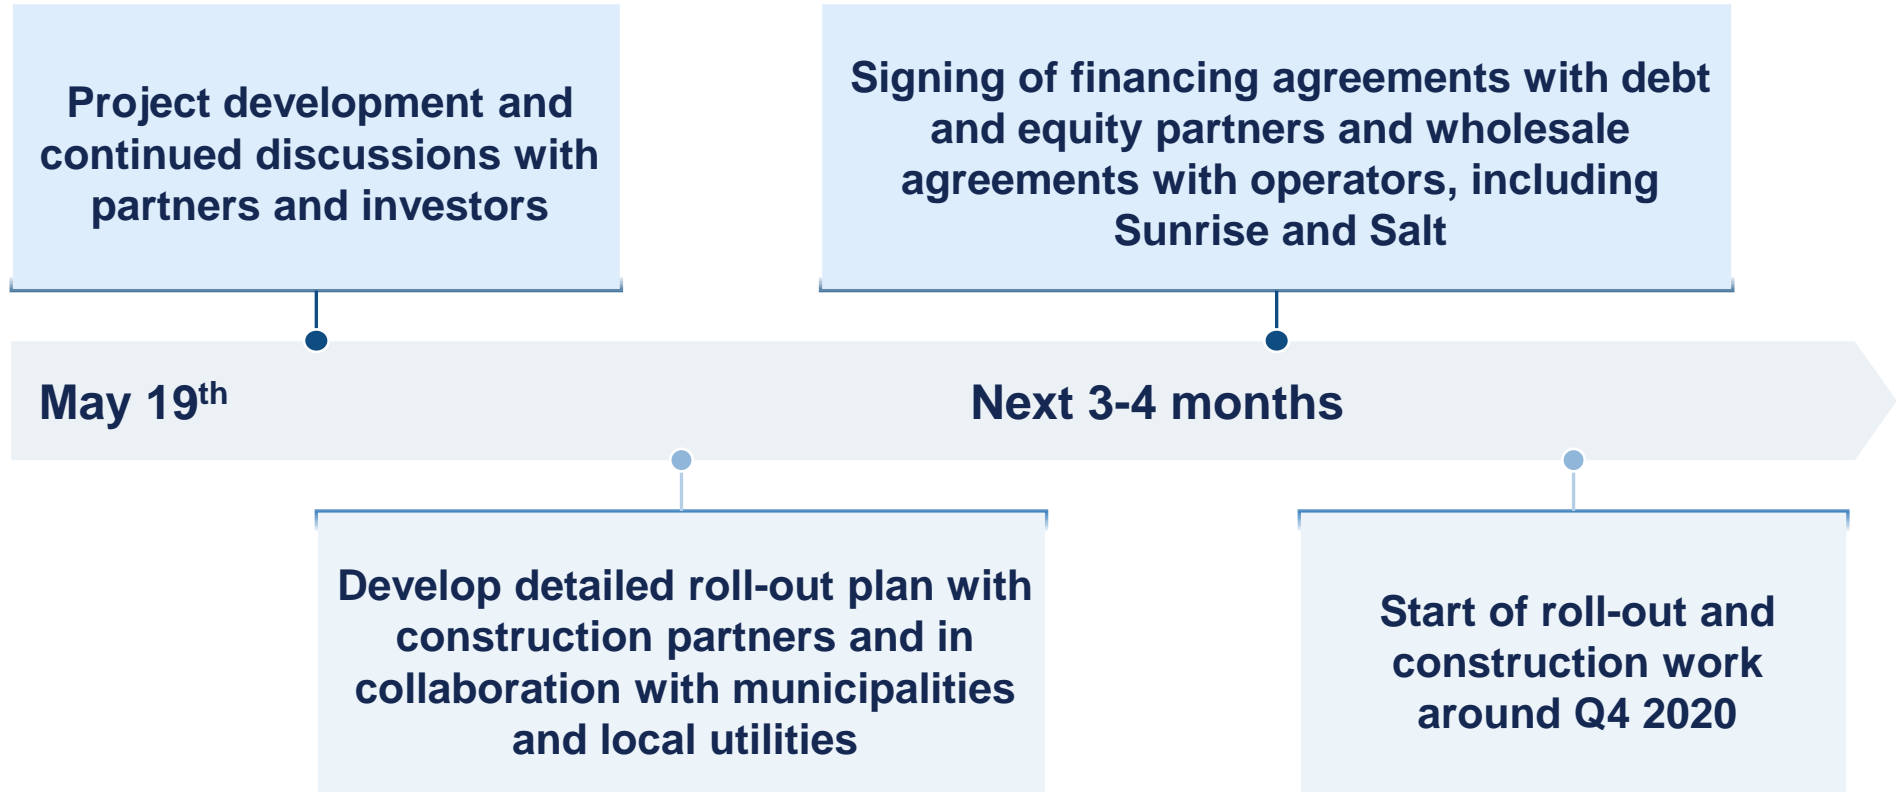 Project development and
continued discussions with
partners and investors
Signing of financing agreements with debt
and equity partners and wholesale
agreements with operators, including
Sunrise and Salt
May 19th
Next 3-4 months
Develop detailed roll-out plan with
construction partners and in
collaboration with municipalities
and local utilities
Start of roll-out and
construction work
around Q4 2020